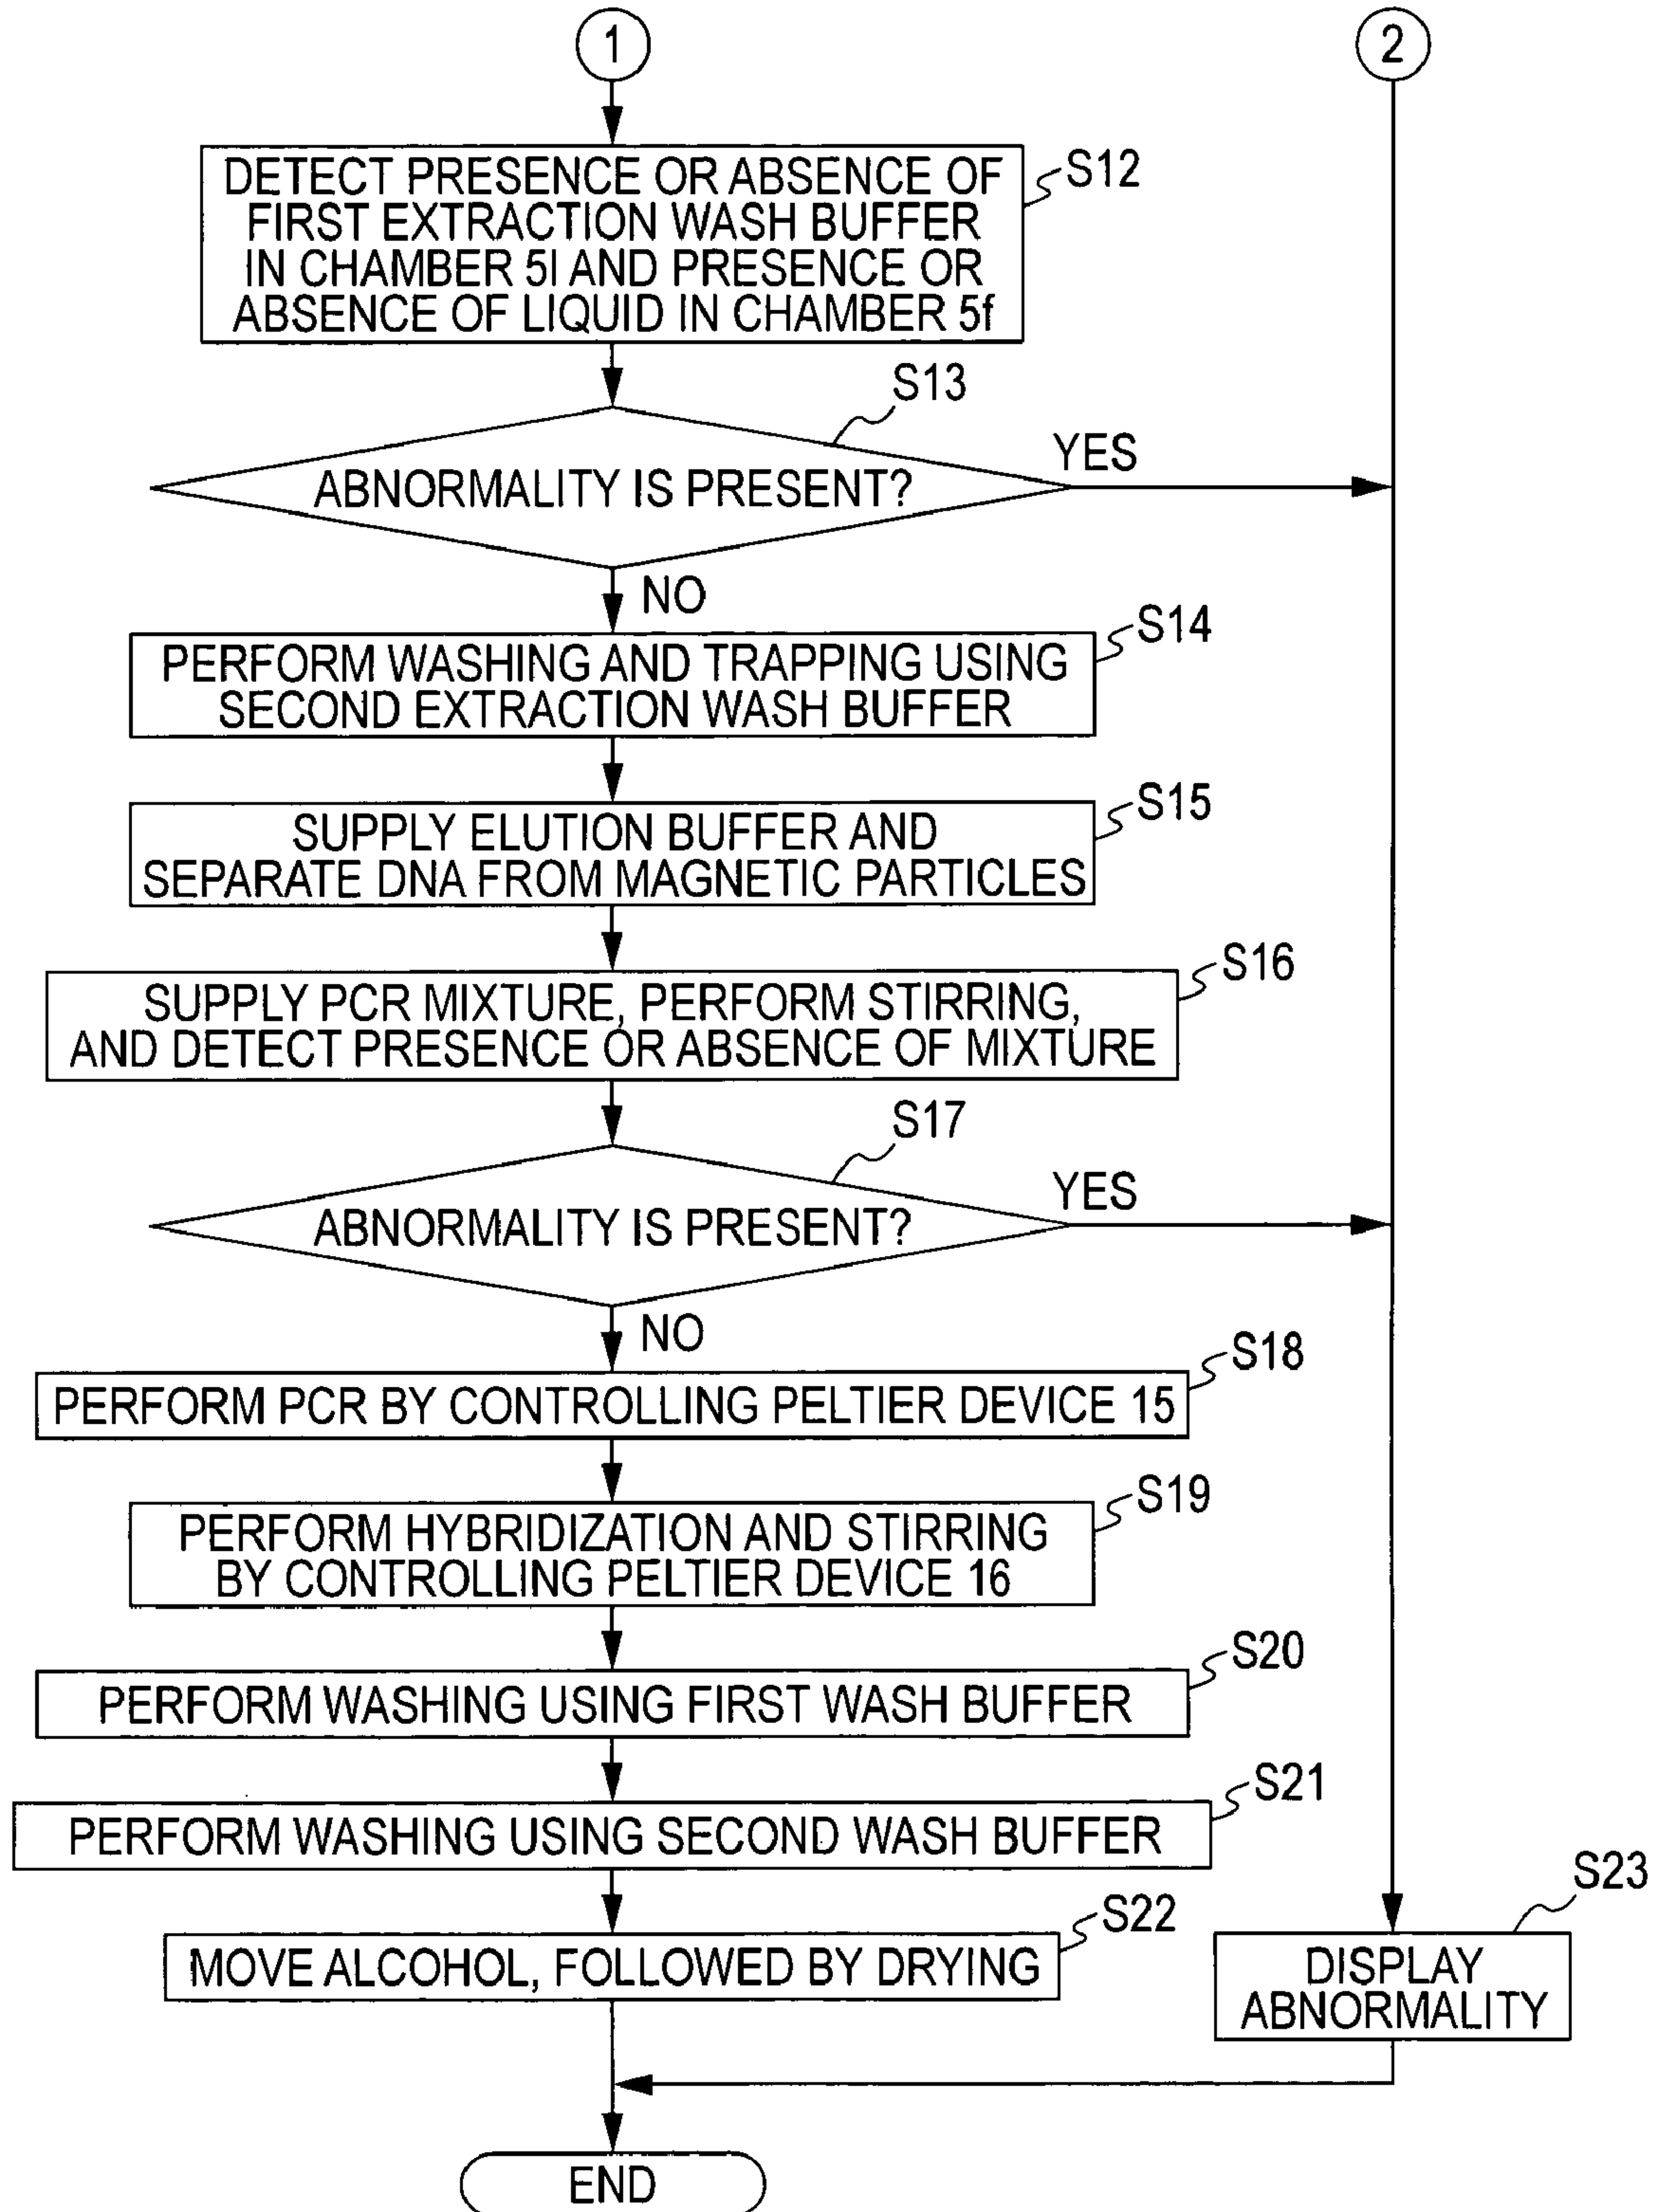 1
2
DETECT PRESENCE OR ABSENCE OF
FIRST EXTRACTION WASH BUFFER
IN CHAMBER 5l AND PRESENCE OR
ABSENCE OF LIQUID IN CHAMBER 5f
S12
S13
ABNORMALITY IS PRESENT?
YES
NO
S14
PERFORM WASHING AND TRAPPING USING
SECOND EXTRACTION WASH BUFFER
S15
SUPPLY ELUTION BUFFER AND
SEPARATE DNA FROM MAGNETIC PARTICLES
S16
SUPPLY PCR MIXTURE, PERFORM STIRRING,
AND DETECT PRESENCE OR ABSENCE OF MIXTURE
S17
ABNORMALITY IS PRESENT?
YES
NO
S18
PERFORM PCR BY CONTROLLING PELTIER DEVICE 15
S19
PERFORM HYBRIDIZATION AND STIRRING
BY CONTROLLING PELTIER DEVICE 16
S20
PERFORM WASHING USING FIRST WASH BUFFER
S21
PERFORM WASHING USING SECOND WASH BUFFER
S22
MOVE ALCOHOL, FOLLOWED BY DRYING
S23
DISPLAY
ABNORMALITY
END